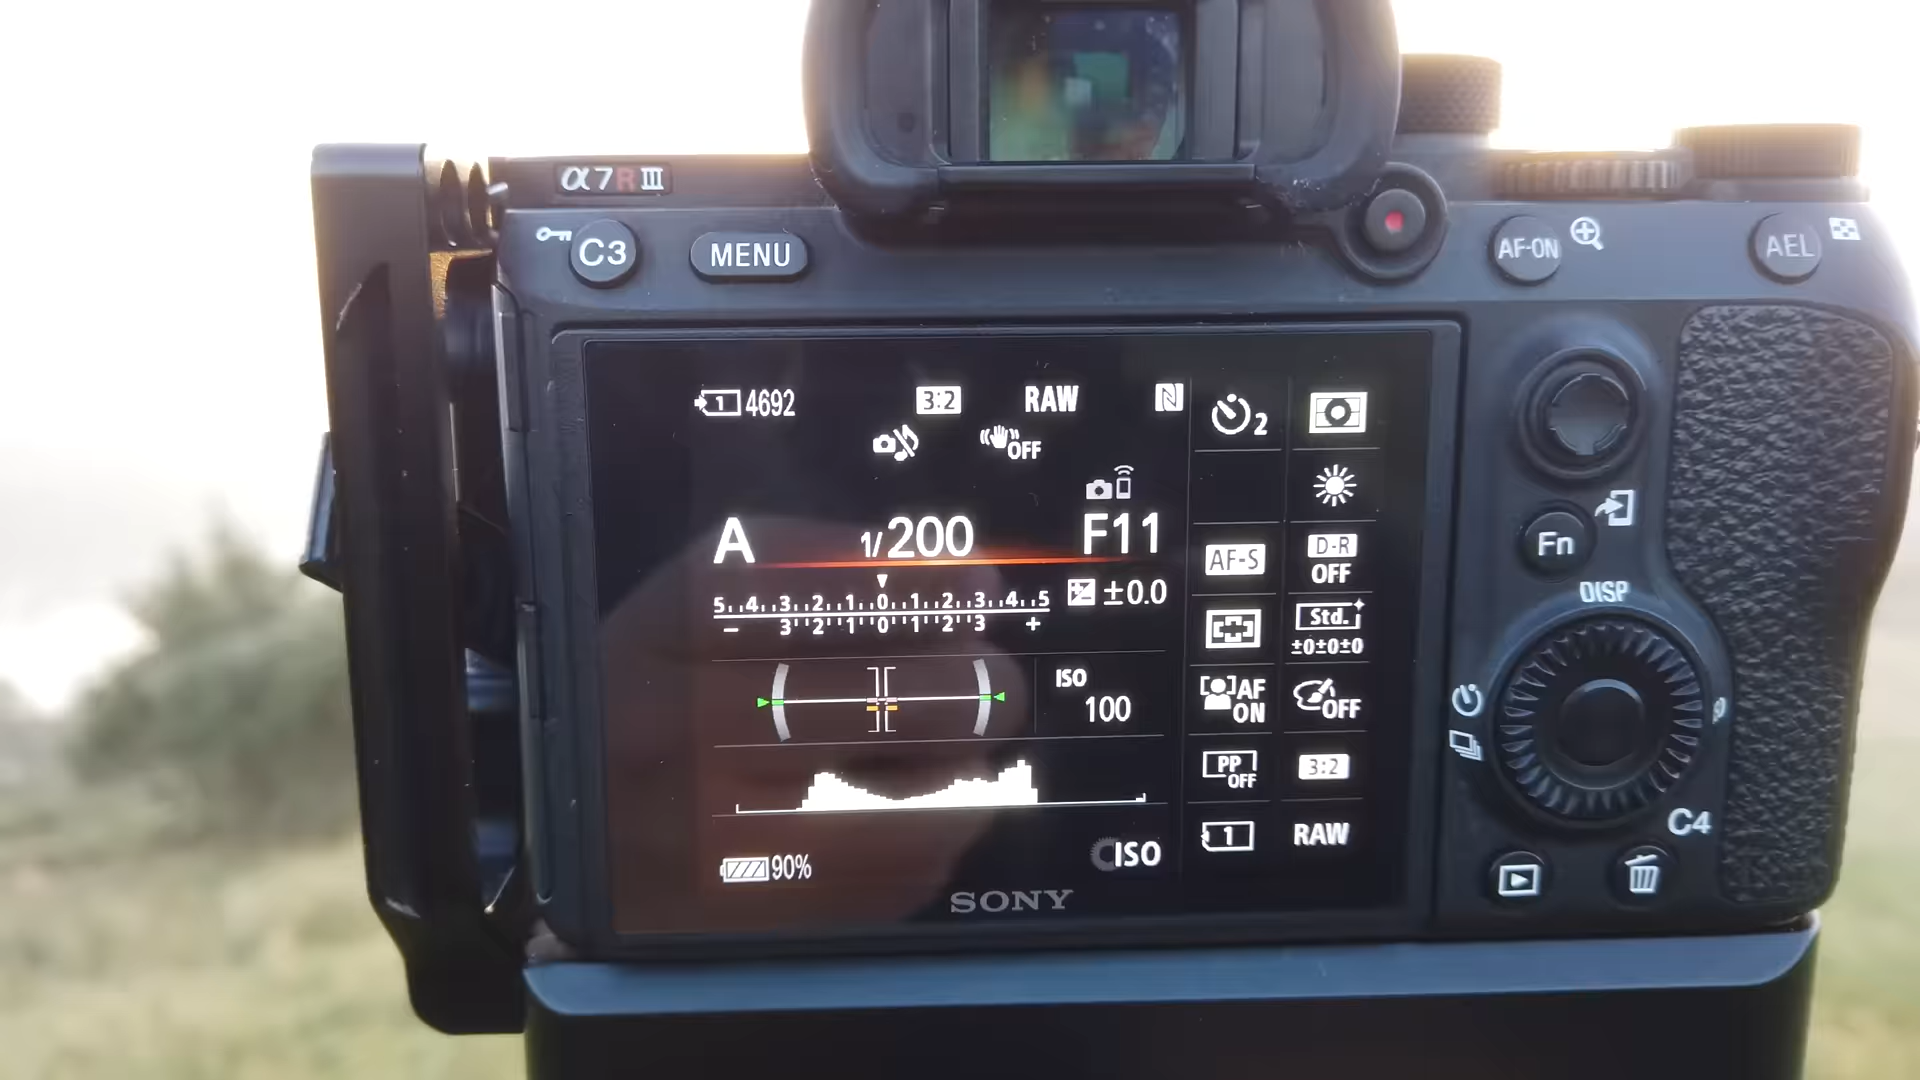 α7RIII
C3
MENU
AF-ON
AEL
1 4692
3:2
RAW
N
2
OFF
A
1/200
F11
5 4 3 2 1 0 1 2 3 4 5
±0.0
− 3 2 1 0 1 2 3 +
ISO
100
90%
ISO
AF-S
D-R
OFF
Std.
±0±0±0
AF
ON
OFF
PP
OFF
3:2
1
RAW
SONY
Fn
DISP
C4